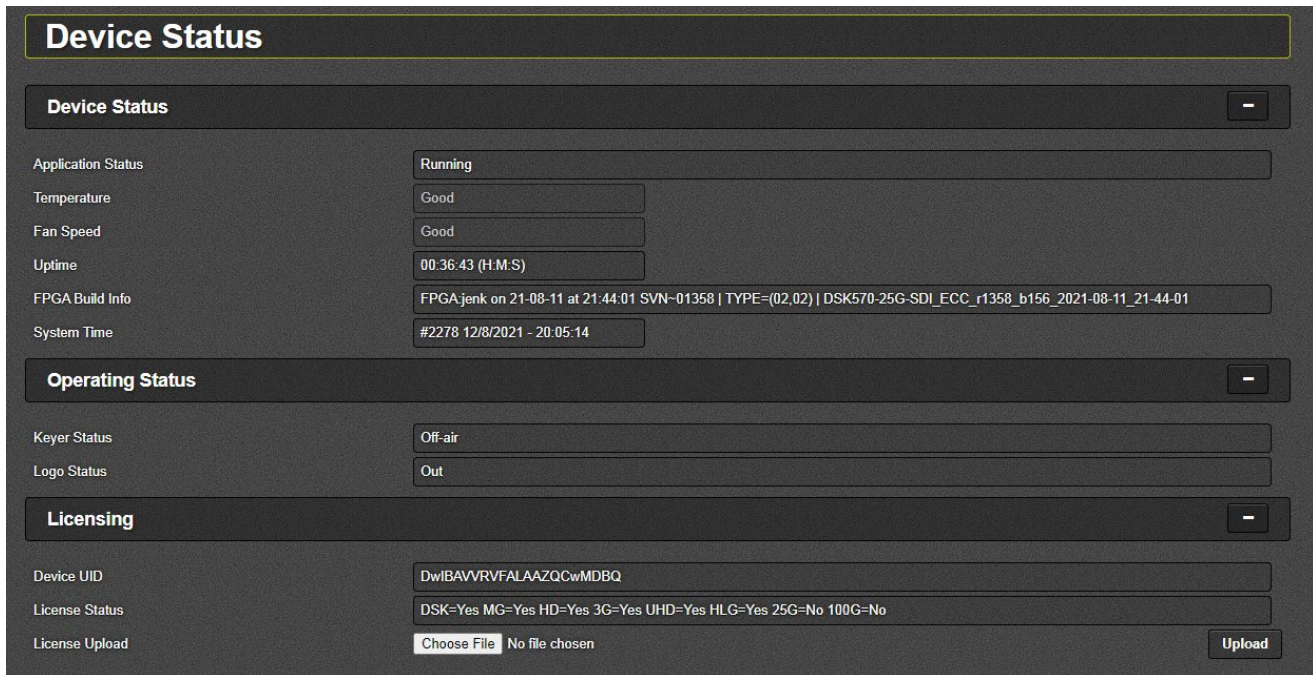 Device Status
Device Status
–
Application Status Running
Temperature Good
Fan Speed Good
Uptime 00:36:43 (H:M:S)
FPGA Build Info FPGA:jenk on 21-08-11 at 21:44:01 SVN~01358 | TYPE=(02,02) | DSK570-25G-SDI_ECC_r1358_b156_2021-08-11_21-44-01
System Time #2278 12/8/2021 - 20:05:14
Operating Status
–
Keyer Status Off-air
Logo Status Out
Licensing
–
Device UID DwIBAVVRVFALAAZQCwMDBQ
License Status DSK=Yes MG=Yes HD=Yes 3G=Yes UHD=Yes HLG=Yes 25G=No 100G=No
License Upload Choose File No file chosen Upload